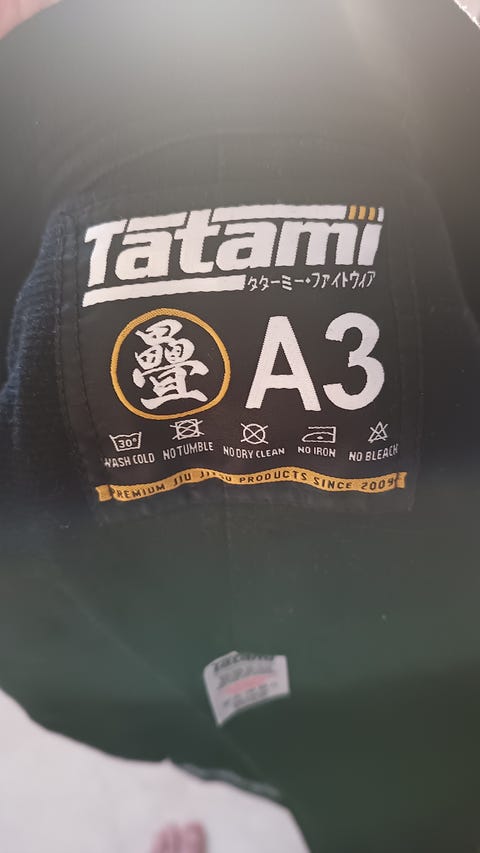 Tatami
タターミー・ファイトウィア
疊 A3
30°
WASH COLD NO TUMBLE NO DRY CLEAN NO IRON NO BLEACH
PREMIUM JIU JITSU PRODUCTS SINCE 2009
Tatami